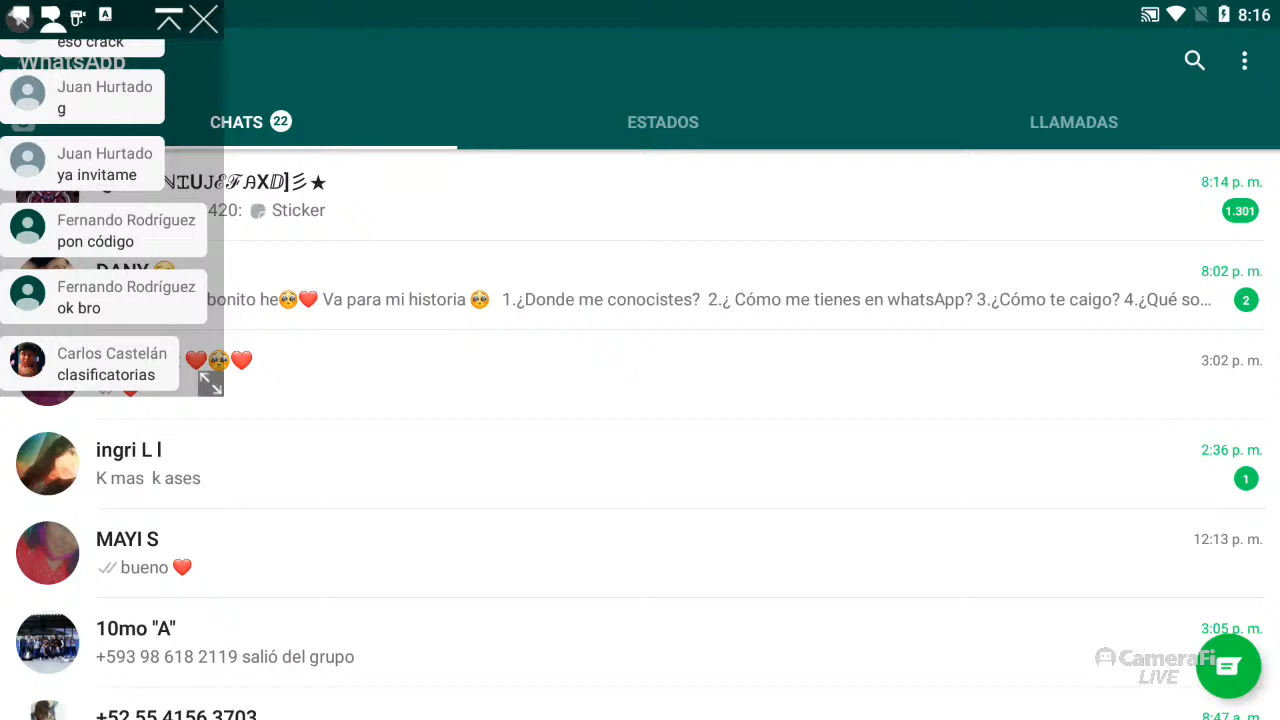 A
8:16
eso crack
WhatsApp
Juan Hurtado
g
CHATS 22
ESTADOS
LLAMADAS
Juan Hurtado
ya invitame
8:14 p. m.
420: Sticker
1.301
Fernando Rodríguez
pon código
DANY 🥺
8:02 p. m.
bonito he🥺❤️ Va para mi historia 🥺 1.¿Donde me conocistes? 2.¿ Cómo me tienes en whatsApp? 3.¿Cómo te caigo? 4.¿Qué so...
2
Fernando Rodríguez
ok bro
Carlos Castelán
clasificatorias
❤️🥺❤️
3:02 p. m.
ingri L l
2:36 p. m.
K mas k ases
1
MAYI S
12:13 p. m.
bueno ❤️
10mo "A"
3:05 p. m.
+593 98 618 2119 salió del grupo
CameraFi
LIVE
+52 55 4156 3703
8:47 a. m.